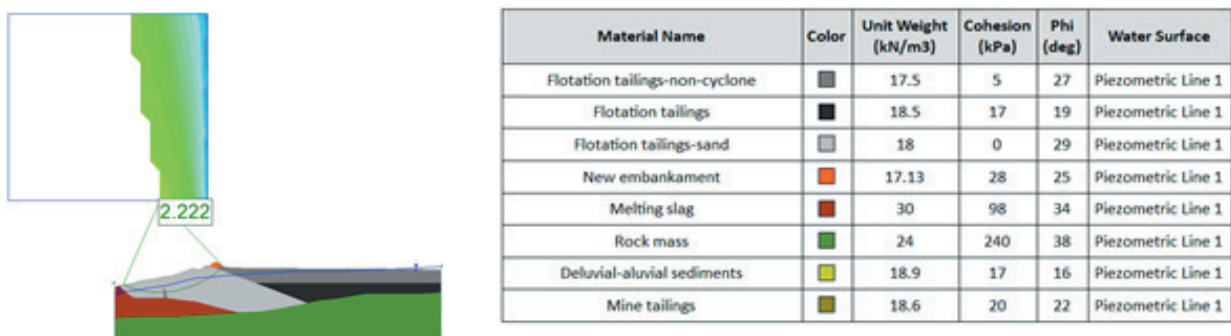 2.222
Material Name Color Unit Weight (kN/m3) Cohesion (kPa) Phi (deg) Water Surface
Flotation tailings-non-cyclone 17.5 5 27 Piezometric Line 1
Flotation tailings 18.5 17 19 Piezometric Line 1
Flotation tailings-sand 18 0 29 Piezometric Line 1
New embankament 17.13 28 25 Piezometric Line 1
Melting slag 30 98 34 Piezometric Line 1
Rock mass 24 240 38 Piezometric Line 1
Deluvial-aluvial sediments 18.9 17 16 Piezometric Line 1
Mine tailings 18.6 20 22 Piezometric Line 1